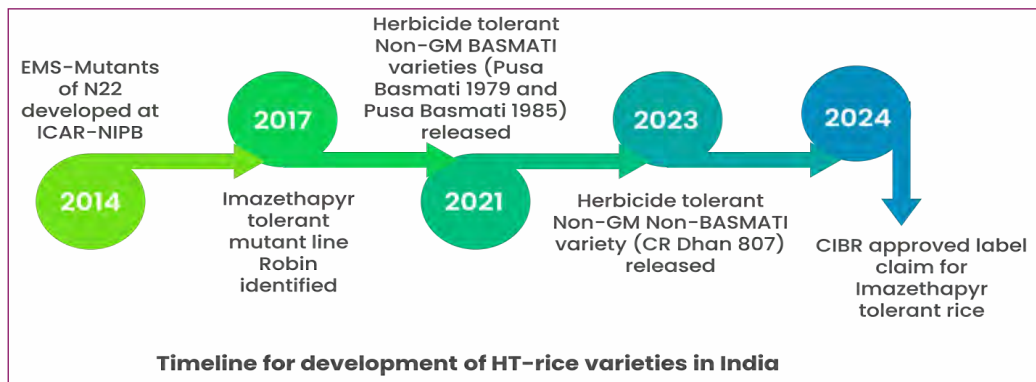 EMS-Mutants
of N22
developed at
ICAR-NIPB
2014
2017
Imazethapyr
tolerant
mutant line
Robin
identified
Herbicide tolerant
Non-GM BASMATI
varieties (Pusa
Basmati 1979 and
Pusa Basmati 1985)
released
2021
2023
Herbicide tolerant
Non-GM Non-BASMATI
variety (CR Dhan 807)
released
2024
CIBR approved label
claim for
Imazethapyr
tolerant rice
Timeline for development of HT-rice varieties in India